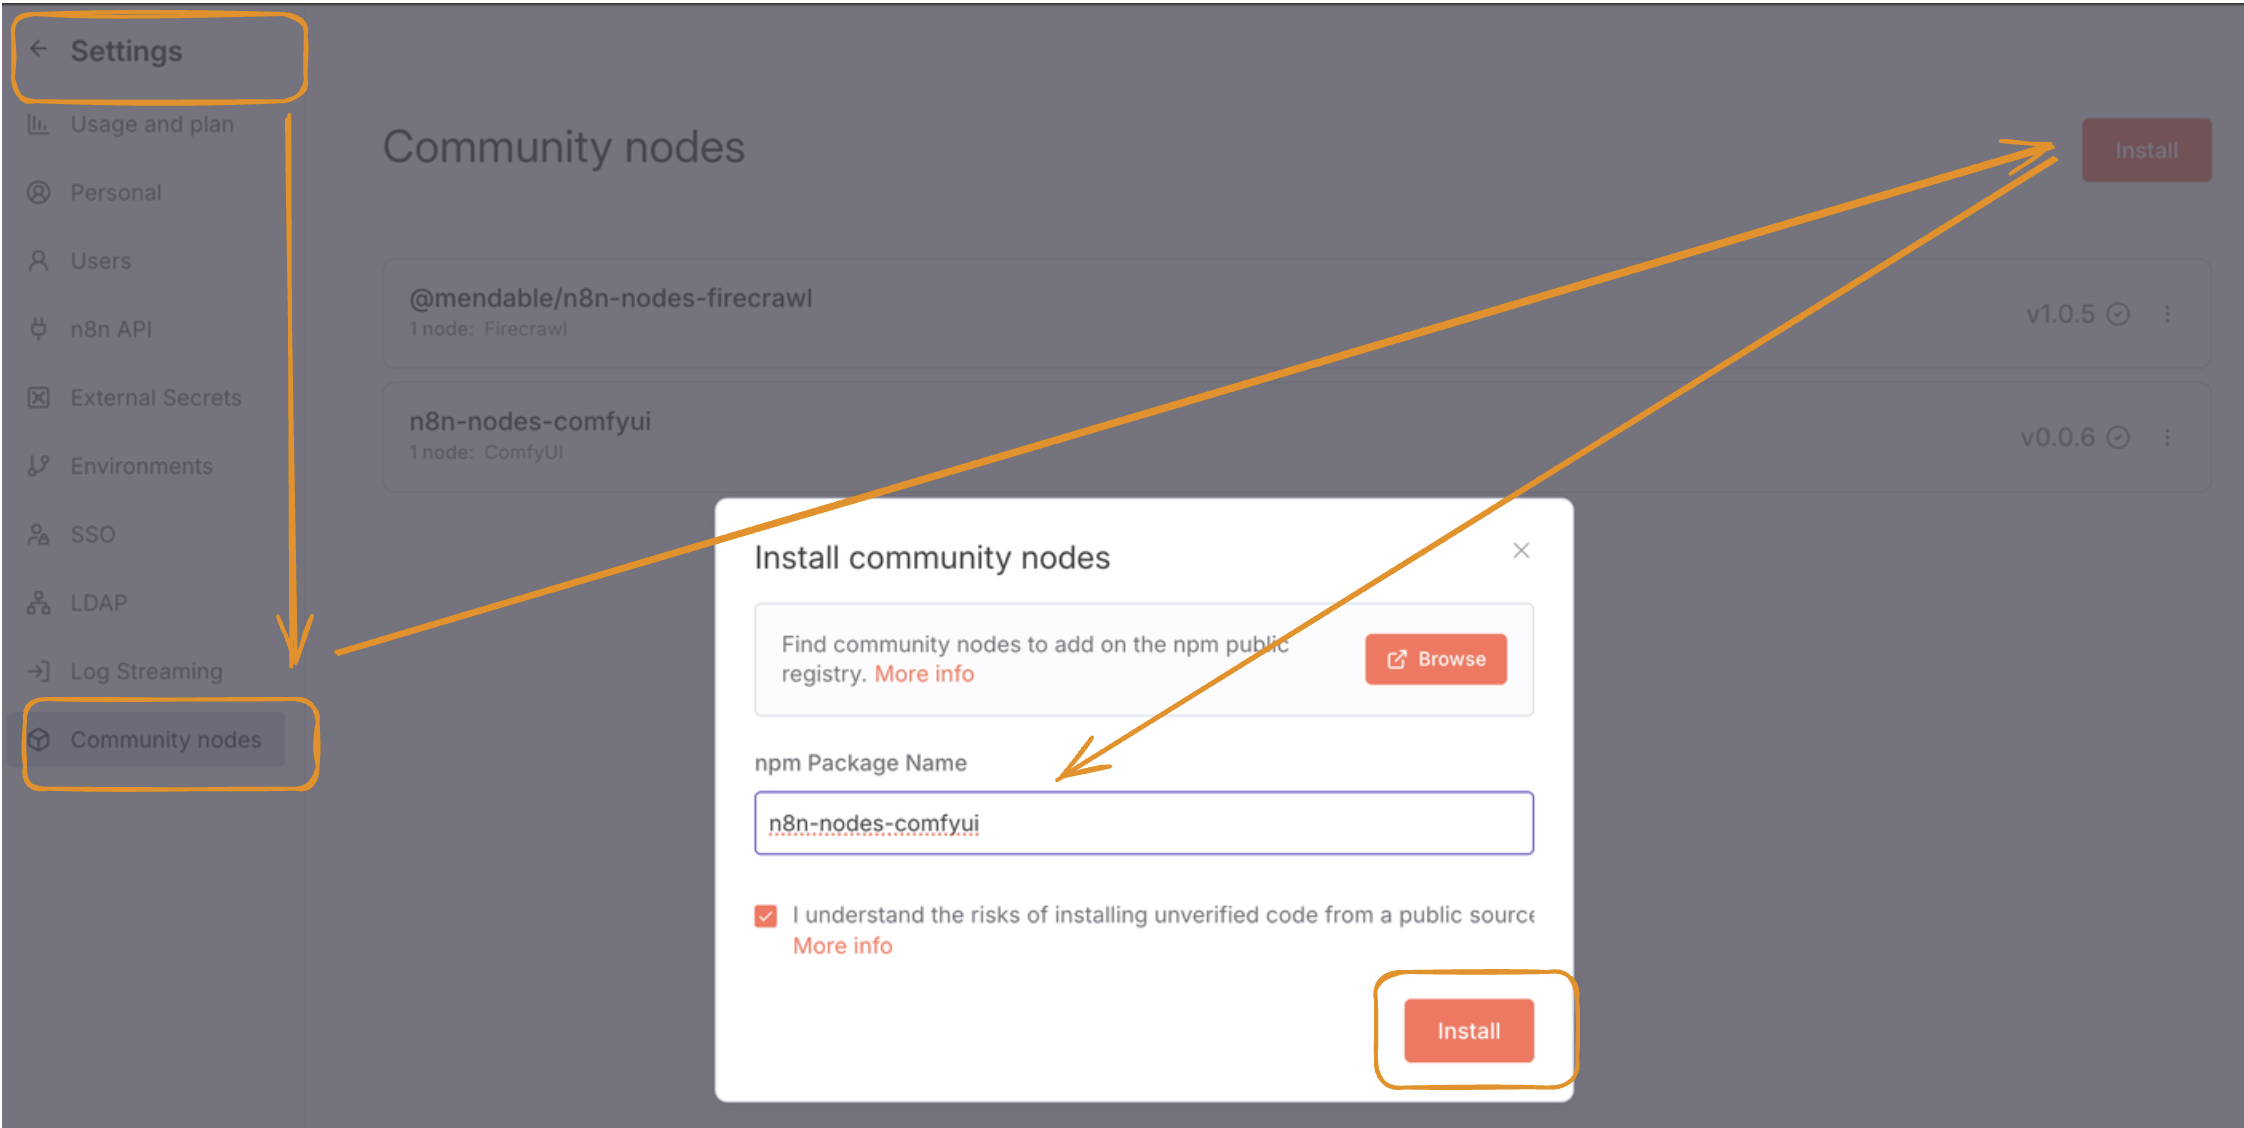 Settings
Usage and plan
Personal
Users
n8n API
External Secrets
Environments
SSO
LDAP
Log Streaming
Community nodes
Community nodes
Install
@mendable/n8n-nodes-firecrawl
1 node: Firecrawl
v1.0.5
n8n-nodes-comfyui
1 node: ComfyUI
v0.0.6
Install community nodes
Find community nodes to add on the npm public
registry. More info
Browse
npm Package Name
n8n-nodes-comfyui
I understand the risks of installing unverified code from a public source
More info
Install